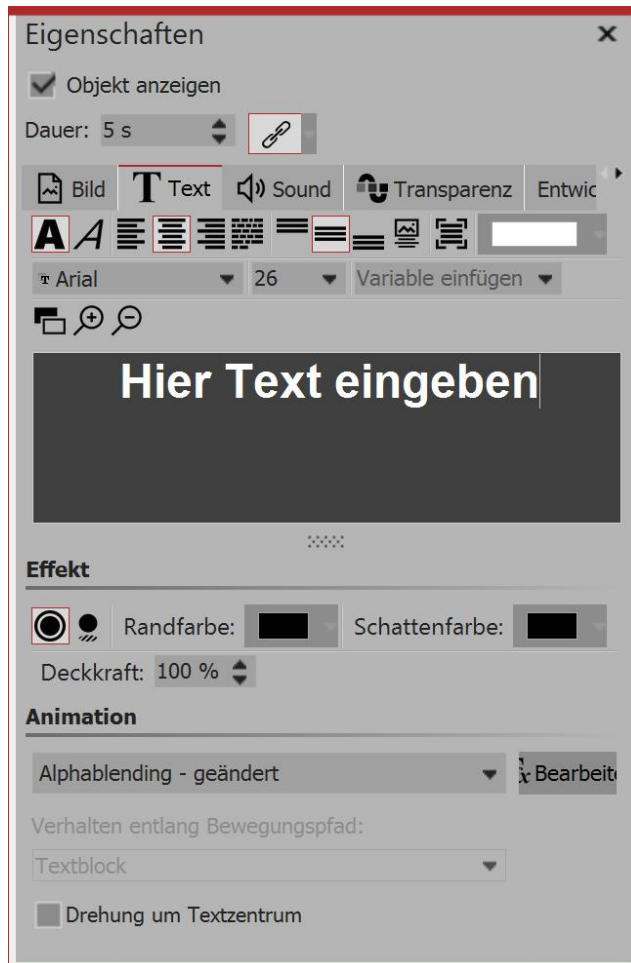 Eigenschaften
Objekt anzeigen
Dauer: 5 s
Bild Text Sound Transparenz Entwic
Arial 26 Variable einfügen
Hier Text eingeben
Effekt
Randfarbe: Schattenfarbe:
Deckkraft: 100 %
Animation
Alphablending - geändert Bearbeite
Verhalten entlang Bewegungspfad:
Textblock
Drehung um Textzentrum